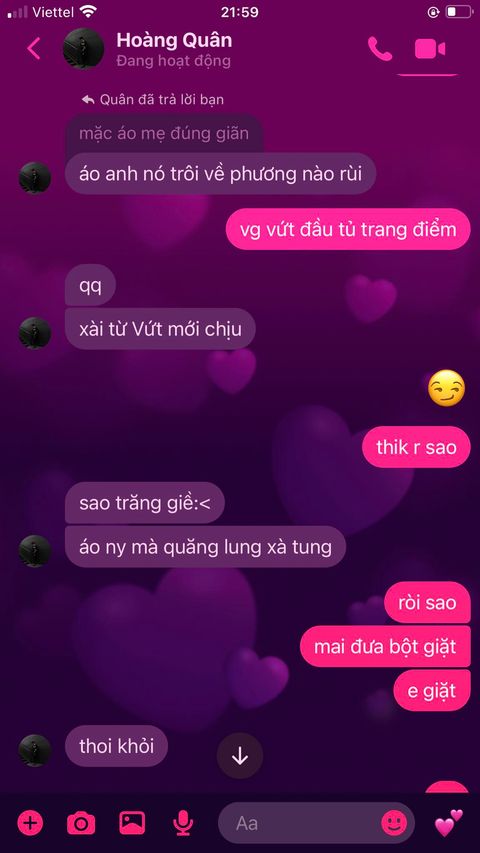 Viettel 21:59
Hoàng Quân
Đang hoạt động
Quân đã trả lời bạn
mặc áo mẹ đúng giãn
áo anh nó trôi về phương nào rùi
vg vứt đầu tủ trang điểm
qq
xài từ Vứt mới chịu
😏
thik r sao
sao trăng giề:<
áo ny mà quăng lung xà tung
ròi sao
mai đưa bột giặt
e giặt
thoi khỏi
Aa